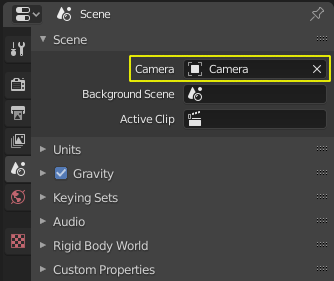 Scene
Scene
Camera Camera
Background Scene
Active Clip
Units
Gravity
Keying Sets
Audio
Rigid Body World
Custom Properties